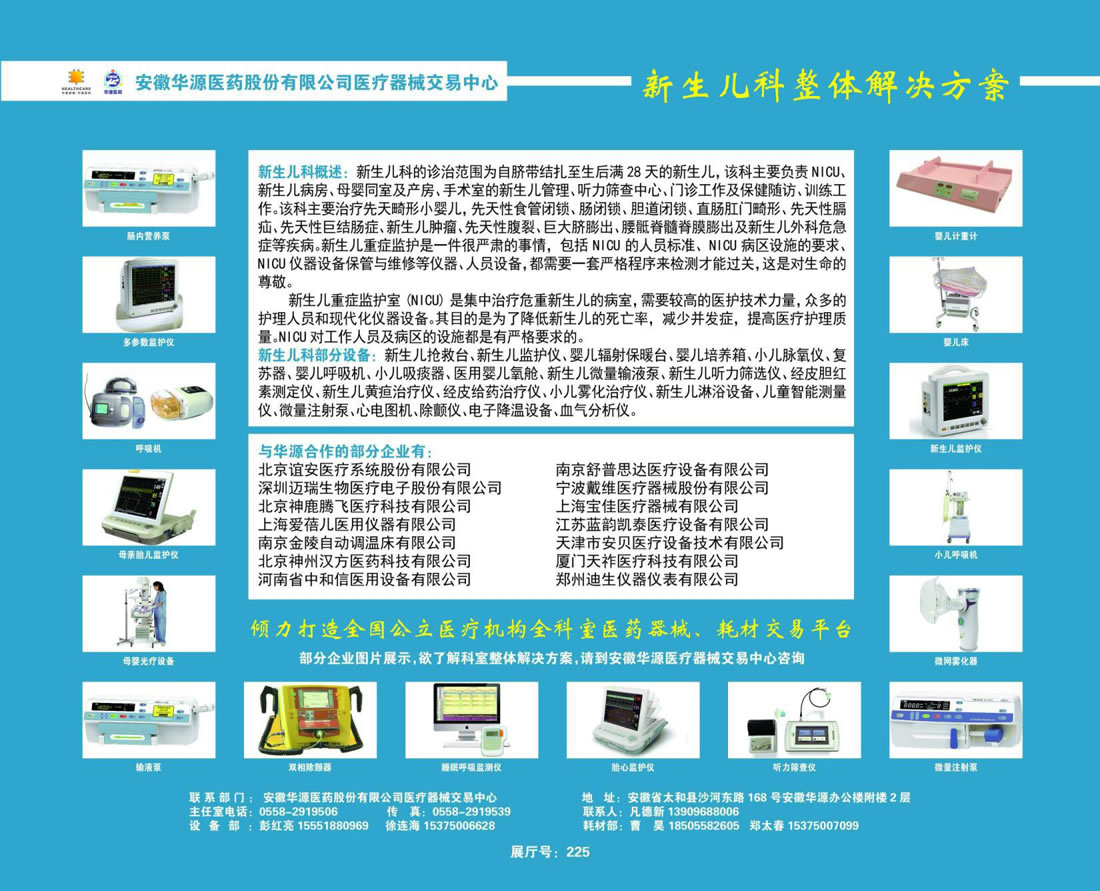 HEALTHCARE
华源医药
安徽华源医药股份有限公司医疗器械交易中心
新生儿科整体解决方案
新生儿科概述：新生儿科的诊治范围为自脐带结扎至生后满 28 天的新生儿，该科主要负责 NICU、
新生儿病房、母婴同室及产房、手术室的新生儿管理、听力筛查中心、门诊工作及保健随访、训练工
作。该科主要治疗先天畸形小婴儿，先天性食管闭锁、肠闭锁、胆道闭锁、直肠肛门畸形、先天性膈
疝、先天性巨结肠症、新生儿肿瘤、先天性腹裂、巨大脐膨出、腰骶脊髓脊膜膨出及新生儿外科危急
症等疾病。新生儿重症监护是一件很严肃的事情，包括 NICU 的人员标准、NICU 病区设施的要求、
NICU 仪器设备保管与维修等仪器、人员设备，都需要一套严格程序来检测才能过关，这是对生命的
尊敬。
新生儿重症监护室 (NICU) 是集中治疗危重新生儿的病室，需要较高的医护技术力量，众多的
护理人员和现代化仪器设备。其目的是为了降低新生儿的死亡率，减少并发症，提高医疗护理质
量。NICU 对工作人员及病区的设施都是有严格要求的。
新生儿科部分设备：新生儿抢救台、新生儿监护仪、婴儿辐射保暖台、婴儿培养箱、小儿脉氧仪、复
苏器、婴儿呼吸机、小儿吸痰器、医用婴儿氧舱、新生儿微量输液泵、新生儿听力筛选仪、经皮胆红
素测定仪、新生儿黄疸治疗仪、经皮给药治疗仪、小儿雾化治疗仪、新生儿淋浴设备、儿童智能测量
仪、微量注射泵、心电图机、除颤仪、电子降温设备、血气分析仪。
与华源合作的部分企业有：
北京谊安医疗系统股份有限公司
南京舒普思达医疗设备有限公司
深圳迈瑞生物医疗电子股份有限公司
宁波戴维医疗器械股份有限公司
北京神鹿腾飞医疗科技有限公司
上海宝佳医疗器械有限公司
上海爱蓓儿医用仪器有限公司
江苏蓝韵凯泰医疗设备有限公司
南京金陵自动调温床有限公司
天津市安贝医疗设备技术有限公司
北京神州汉方医药科技有限公司
厦门天祚医疗科技有限公司
河南省中和信医用设备有限公司
郑州迪生仪器仪表有限公司
倾力打造全国公立医疗机构全科室医药器械、耗材交易平台
部分企业图片展示，欲了解科室整体解决方案，请到安徽华源医疗器械交易中心咨询
肠内营养泵
多参数监护仪
呼吸机
母亲胎儿监护仪
母婴光疗设备
婴儿计重计
婴儿床
新生儿监护仪
小儿呼吸机
微网雾化器
输液泵
双相除颤器
睡眠呼吸监测仪
胎心监护仪
听力筛查仪
微量注射泵
联系部门：安徽华源医药股份有限公司医疗器械交易中心
主任室电话：0558-2919506 传 真：0558-2919539
设 备 部：彭红亮 15551880969 徐连海 15375006628
地 址：安徽省太和县沙河东路 168 号安徽华源办公楼附楼 2 层
联系人：凡德新 13909688006
耗材部：曹 昊 18505582605 郑太春 15375007099
展厅号：225